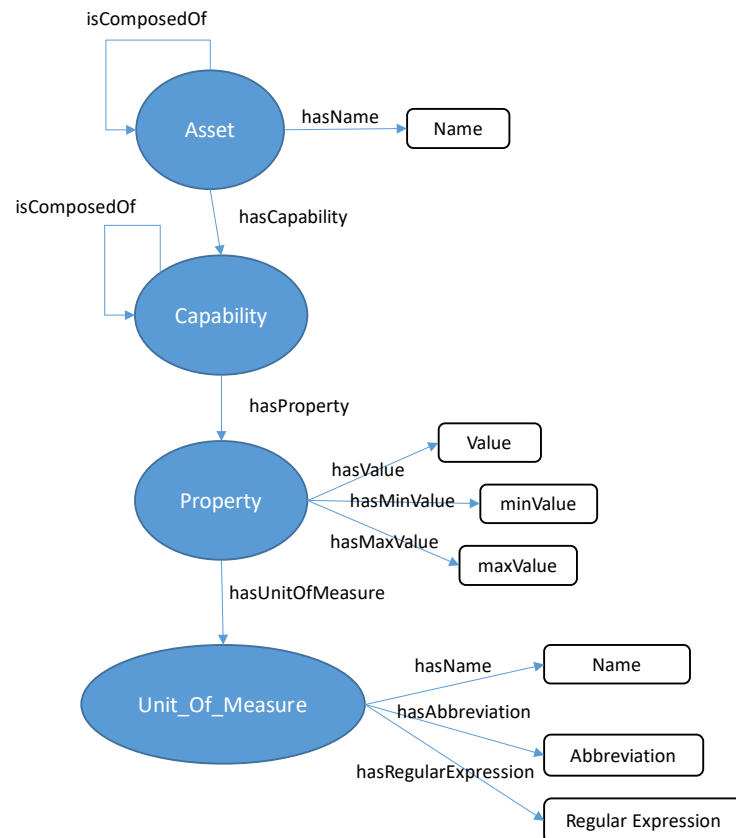 isComposedOf
Asset
hasName
Name
isComposedOf
hasCapability
Capability
hasProperty
Property
hasValue
Value
hasMinValue
minValue
hasMaxValue
maxValue
hasUnitOfMeasure
Unit_Of_Measure
hasName
Name
hasAbbreviation
Abbreviation
hasRegularExpression
Regular Expression